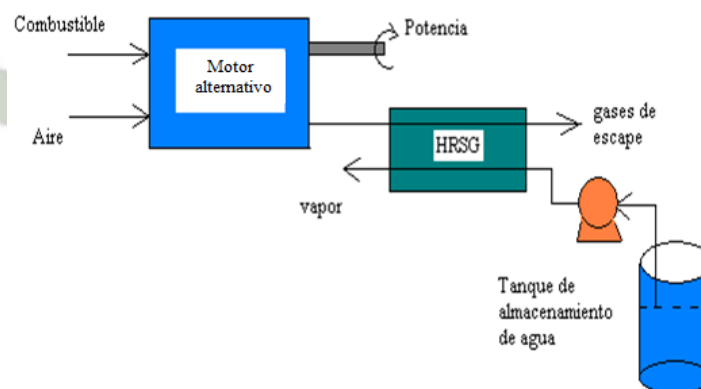 Combustible
Potencia
Motor
alternativo
Aire
gases de
escape
HRSG
vapor
Tanque de
almacenamiento
de agua